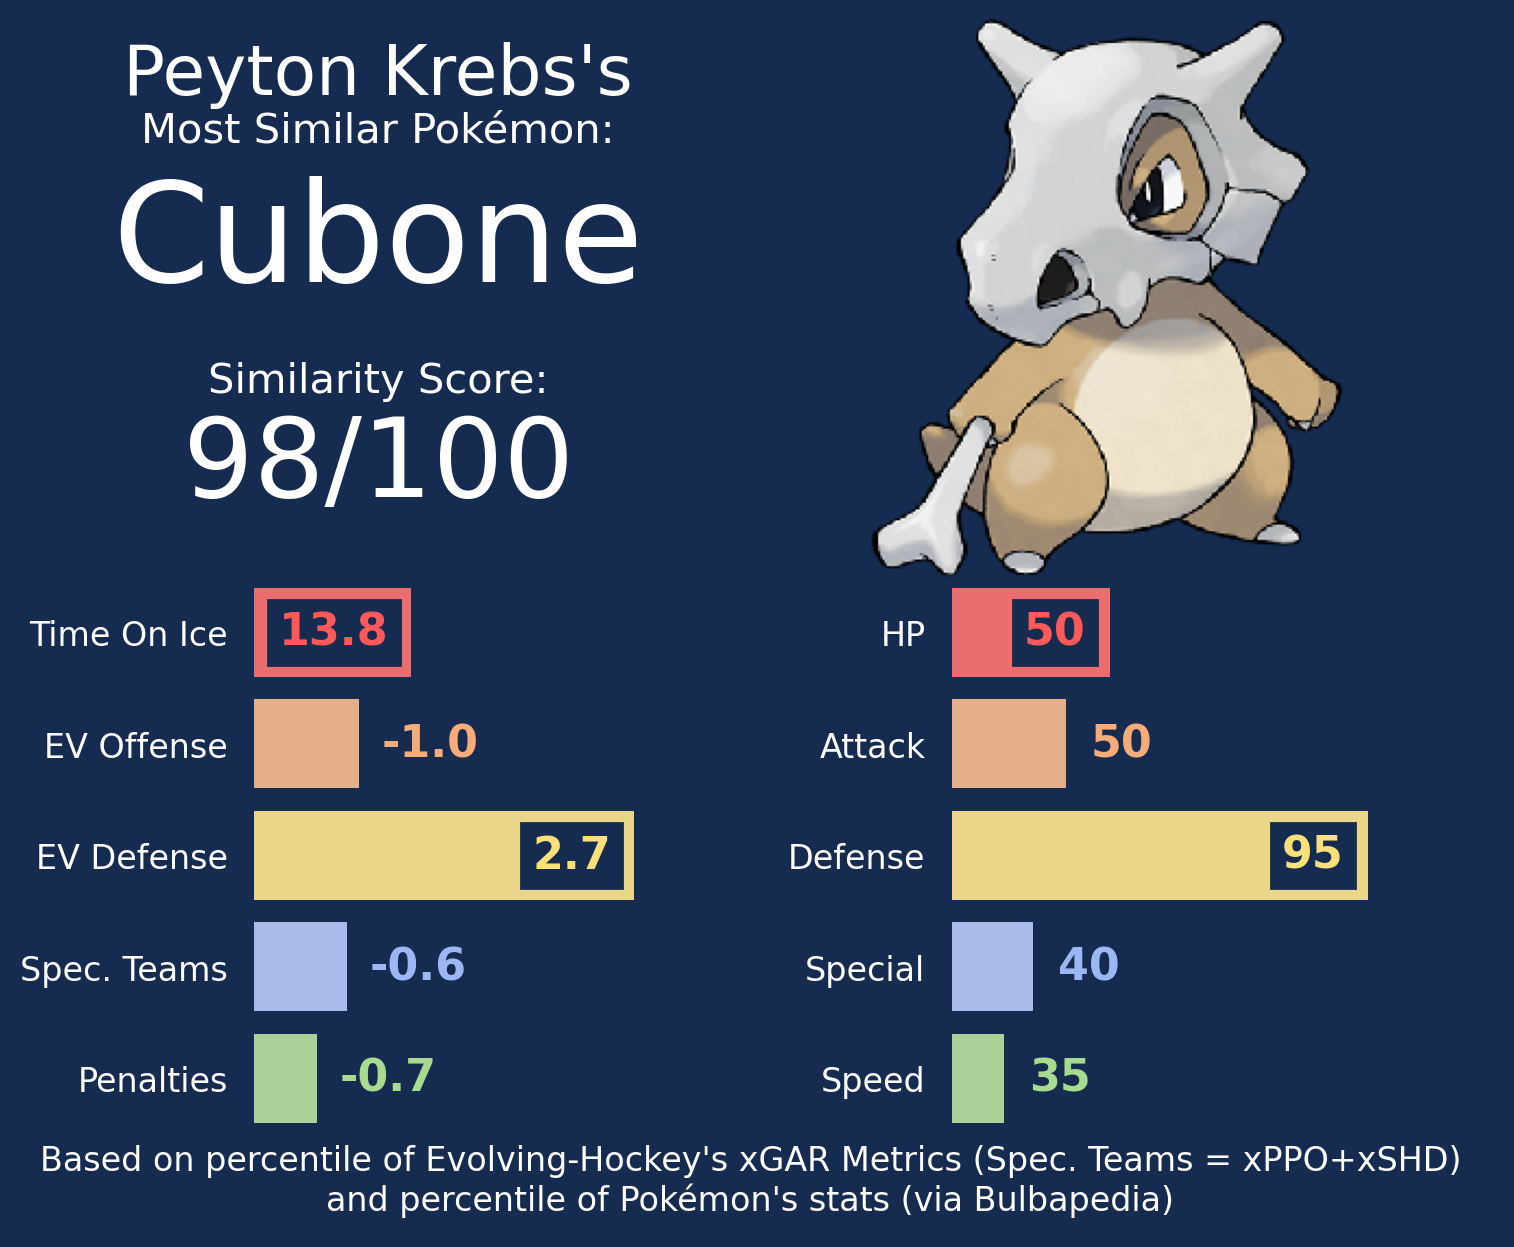 Peyton Krebs's
Most Similar Pokémon:
Cubone
Similarity Score:
98/100
Time On Ice 13.8
EV Offense -1.0
EV Defense 2.7
Spec. Teams -0.6
Penalties -0.7
HP 50
Attack 50
Defense 95
Special 40
Speed 35
Based on percentile of Evolving-Hockey's xGAR Metrics (Spec. Teams = xPPO+xSHD)
and percentile of Pokémon's stats (via Bulbapedia)